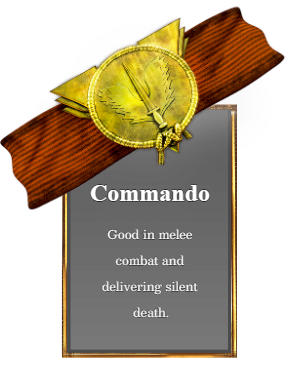 Commando
Good in melee
combat and
delivering silent
death.